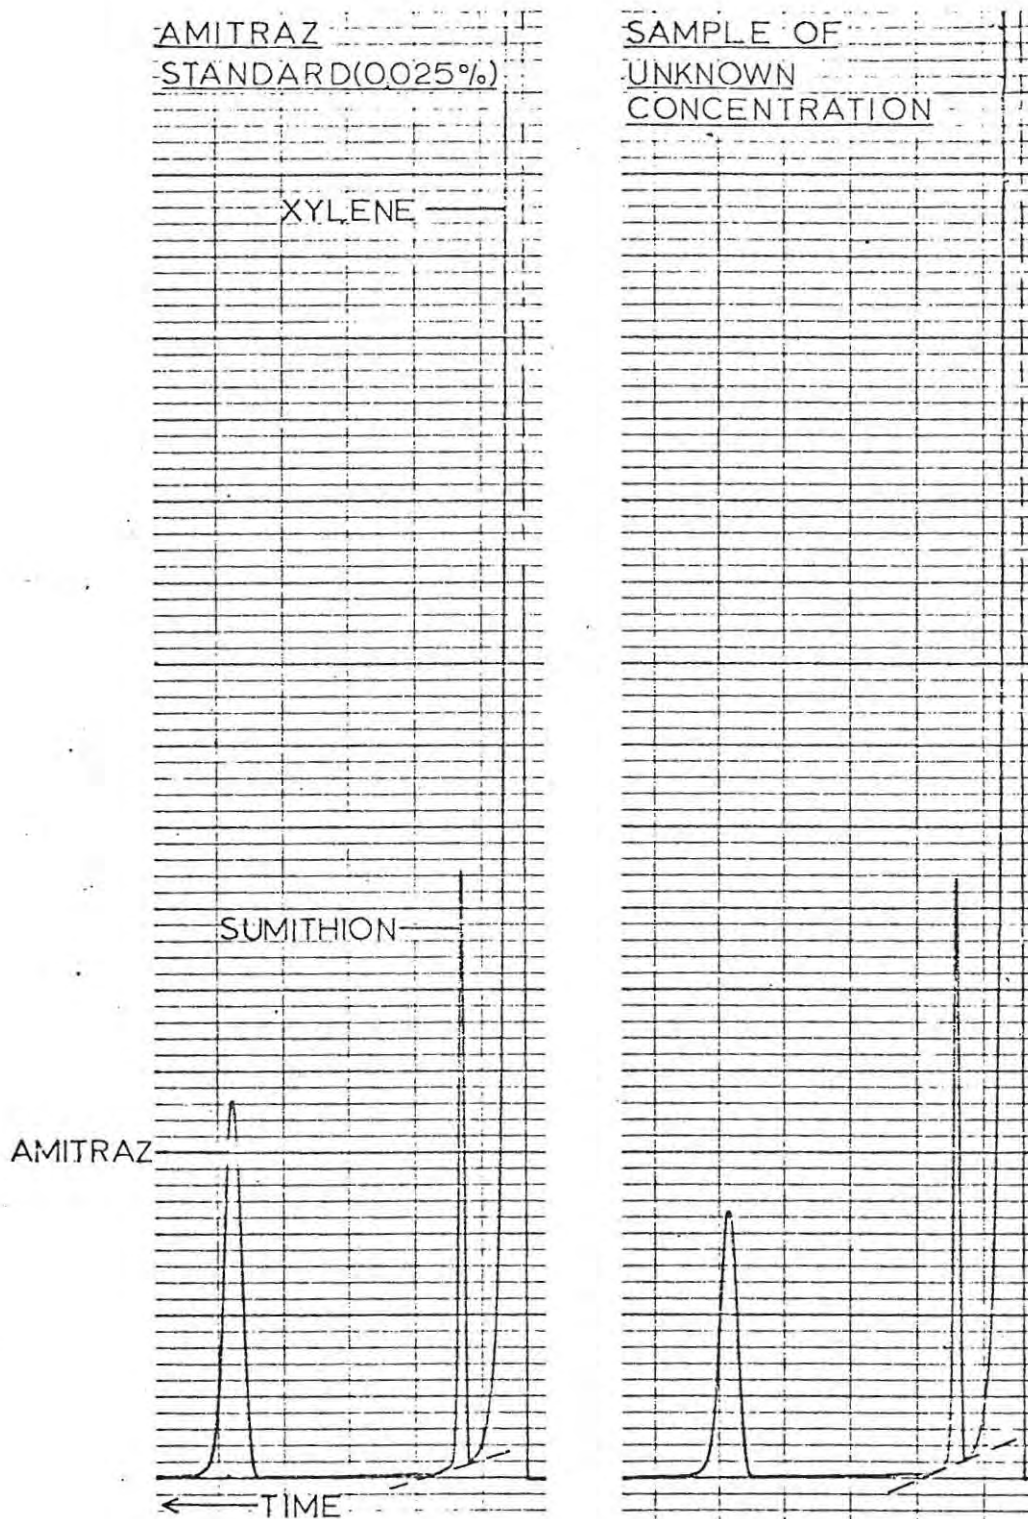 AMITRAZ
STANDARD(0,025%)
XYLENE
SUMITHION
AMITRAZ
TIME
SAMPLE OF
UNKNOWN
CONCENTRATION